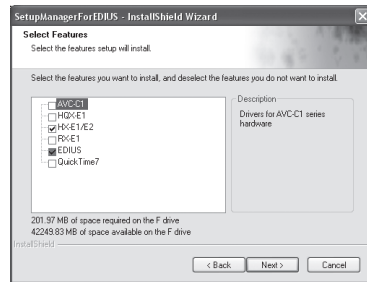 SetupManagerForEDIUS - InstallShield Wizard
Select Features
Select the features setup will install.
Select the features you want to install, and deselect the features you do not want to install.
AVC-C1
HQX-E1
HX-E1/E2
RX-E1
EDIUS
QuickTime7
Description
Drivers for AVC-C1 series
hardware
201.97 MB of space required on the F drive
42249.83 MB of space available on the F drive
InstallShield
< Back
Next >
Cancel